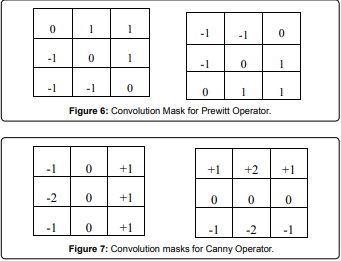 0 1 1 -1 -1 0
-1 0 1 -1 0 1
-1 -1 0 0 1 1
Figure 6: Convolution Mask for Prewitt Operator.
-1 0 +1 +1 +2 +1
-2 0 +1 0 0 0
-1 0 +1 -1 -2 -1
Figure 7: Convolution masks for Canny Operator.